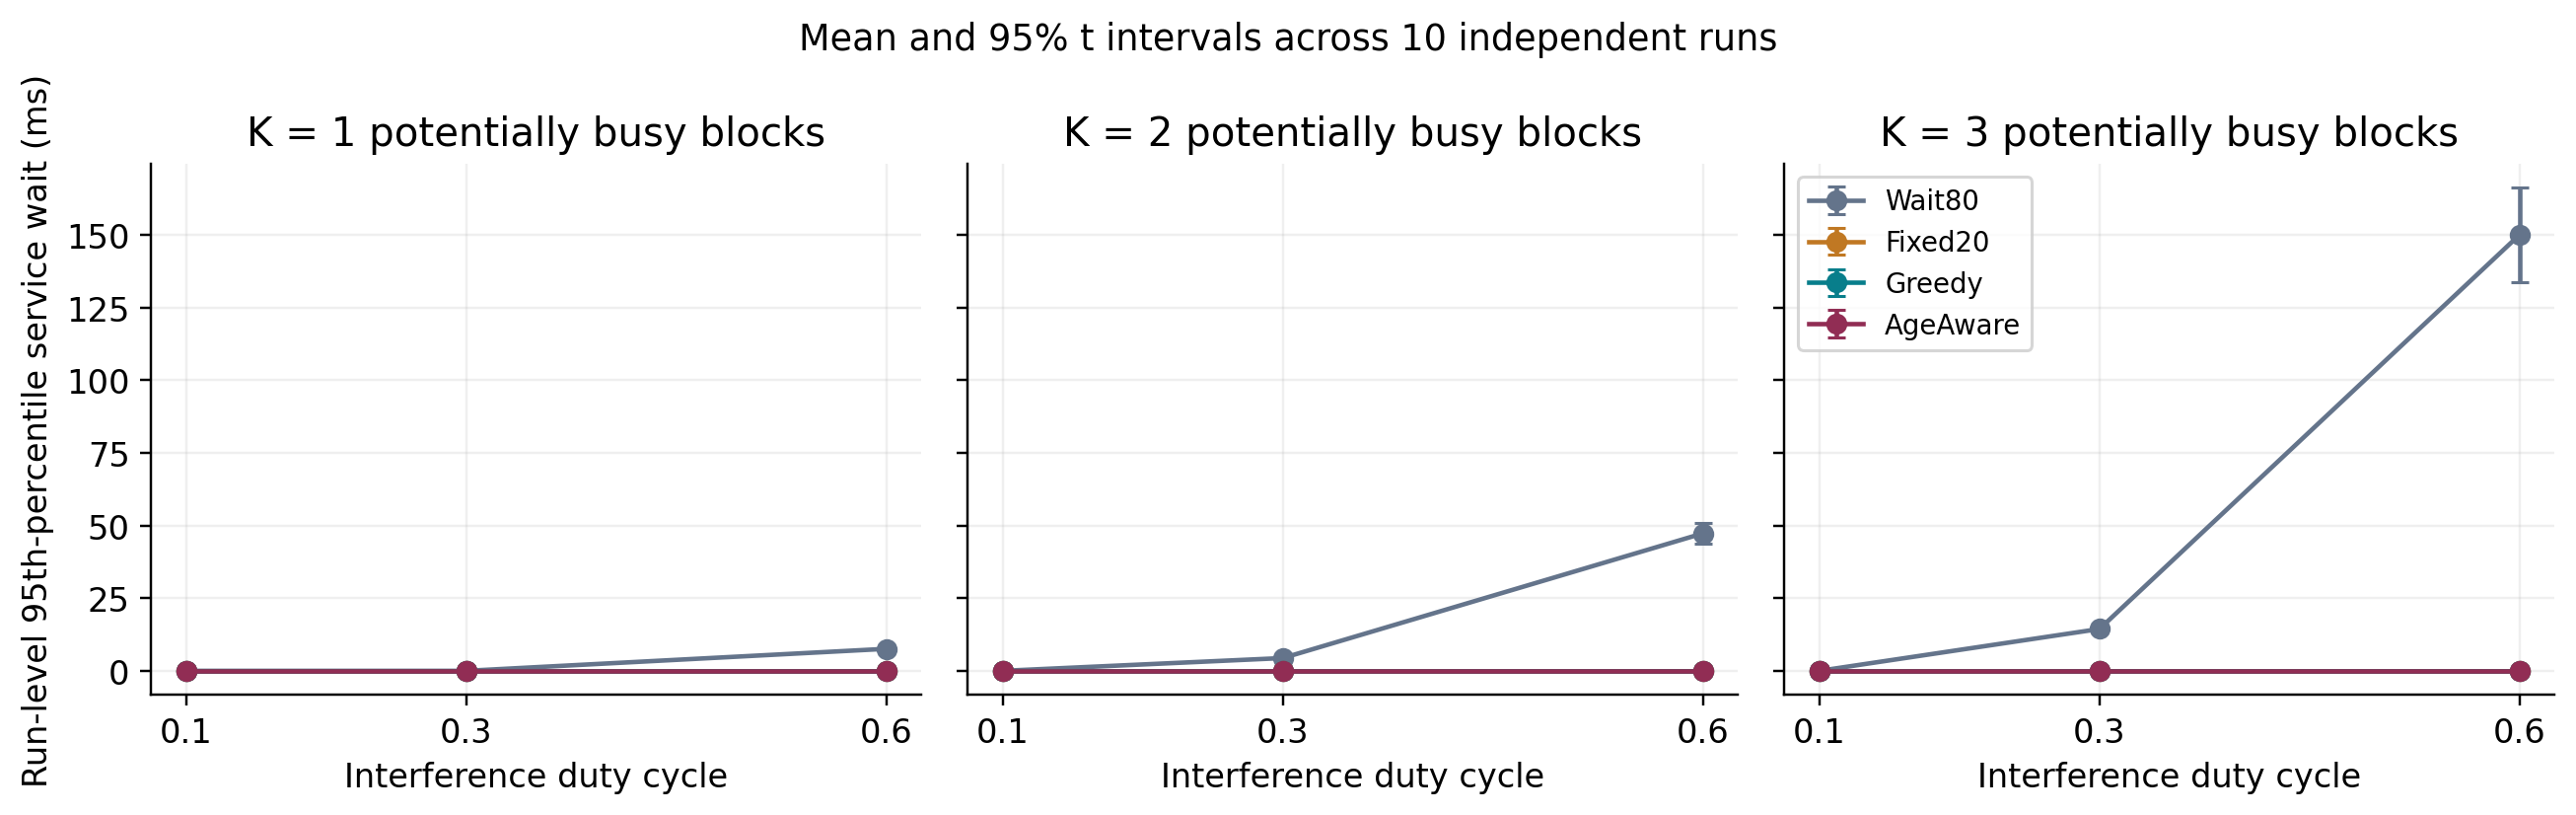 Mean and 95% t intervals across 10 independent runs
Run-level 95th-percentile service wait (ms)
K = 1 potentially busy blocks
150
125
100
75
50
25
0
0.1
0.3
0.6
Interference duty cycle
K = 2 potentially busy blocks
0.1
0.3
0.6
Interference duty cycle
K = 3 potentially busy blocks
Wait80
Fixed20
Greedy
AgeAware
0.1
0.3
0.6
Interference duty cycle